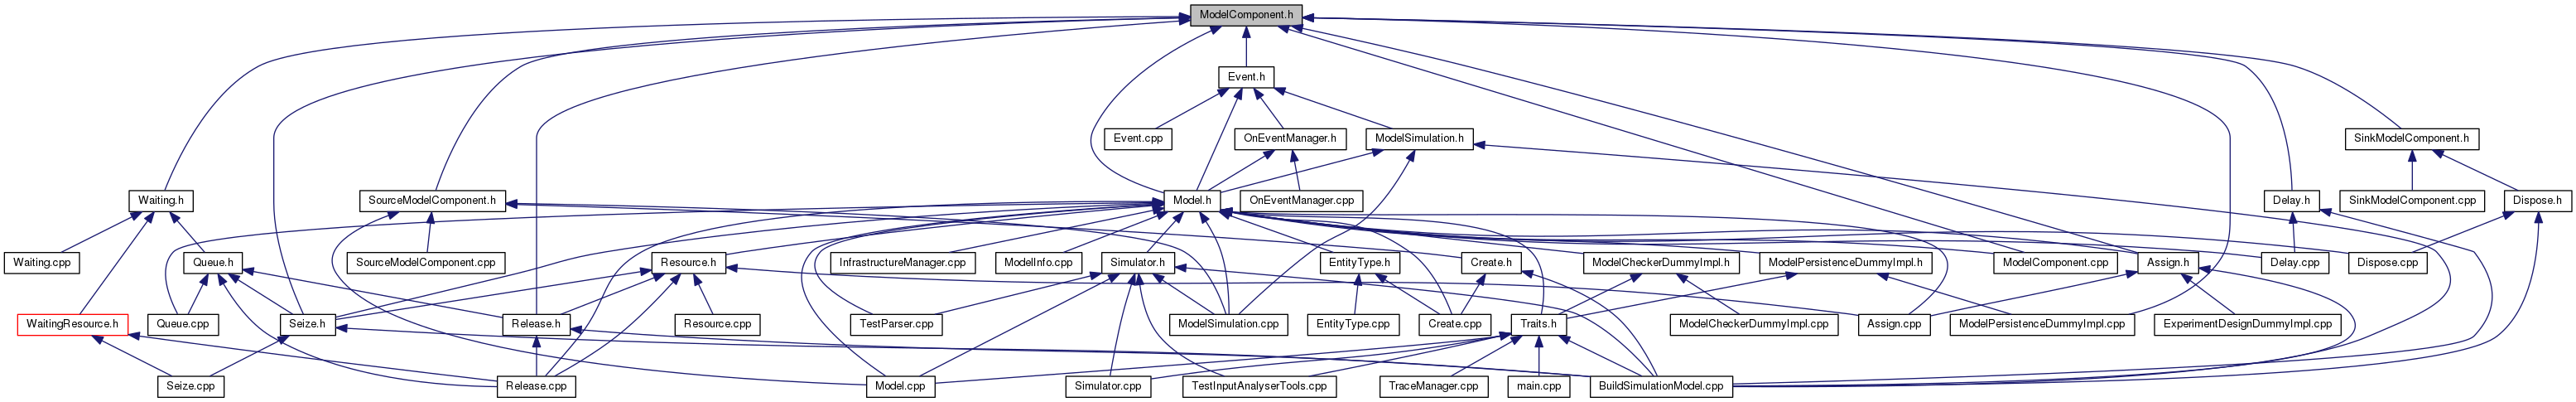 ModelComponent.h
Event.h
Event.cpp
OnEventManager.h
ModelSimulation.h
SinkModelComponent.h
Waiting.h
SourceModelComponent.h
Model.h
OnEventManager.cpp
Delay.h
SinkModelComponent.cpp
Dispose.h
Waiting.cpp
Queue.h
SourceModelComponent.cpp
Resource.h
InfrastructureManager.cpp
ModelInfo.cpp
Simulator.h
EntityType.h
Create.h
ModelCheckerDummyImpl.h
ModelPersistenceDummyImpl.h
ModelComponent.cpp
Assign.h
Delay.cpp
Dispose.cpp
WaitingResource.h
Queue.cpp
Seize.h
Release.h
Resource.cpp
TestParser.cpp
ModelSimulation.cpp
EntityType.cpp
Create.cpp
Traits.h
ModelCheckerDummyImpl.cpp
Assign.cpp
ModelPersistenceDummyImpl.cpp
ExperimentDesignDummyImpl.cpp
Seize.cpp
Release.cpp
Model.cpp
Simulator.cpp
TestInputAnalyserTools.cpp
TraceManager.cpp
main.cpp
BuildSimulationModel.cpp